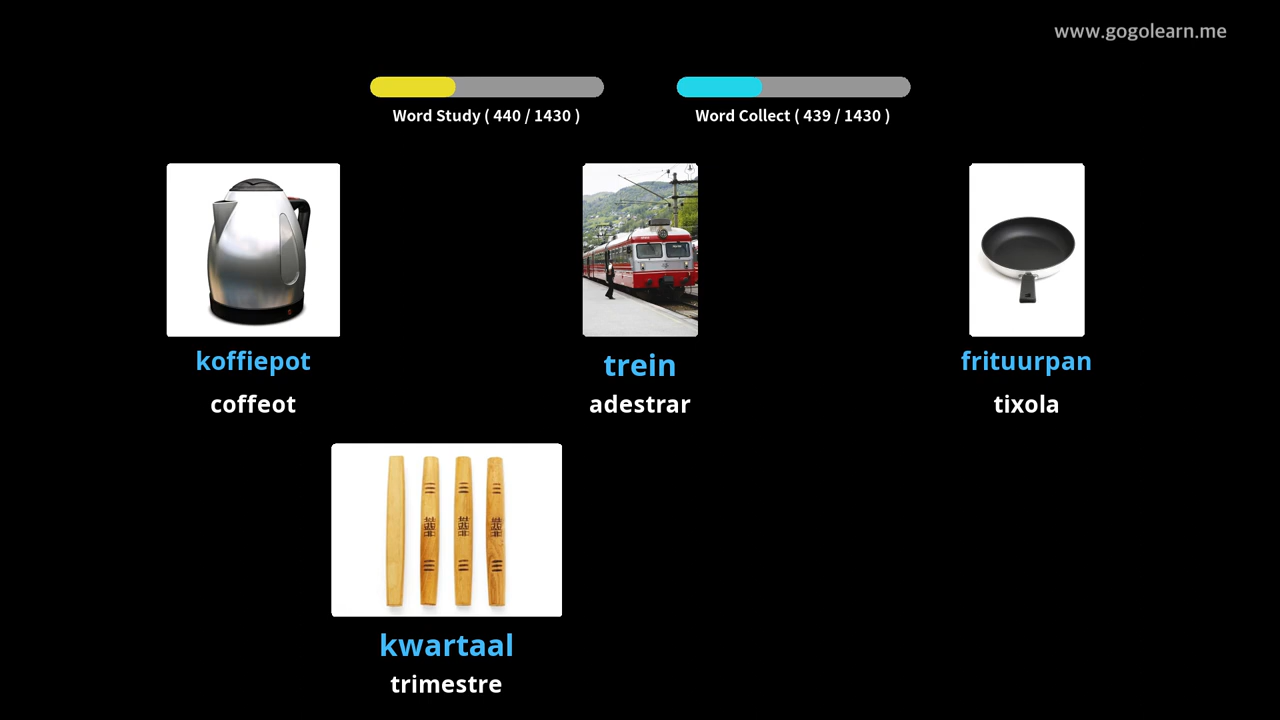 www.gogolearn.me
Word Study ( 440 / 1430 )
Word Collect ( 439 / 1430 )
koffiepot
trein
frituurpan
coffeot
adestrar
tixola
kwartaal
trimestre